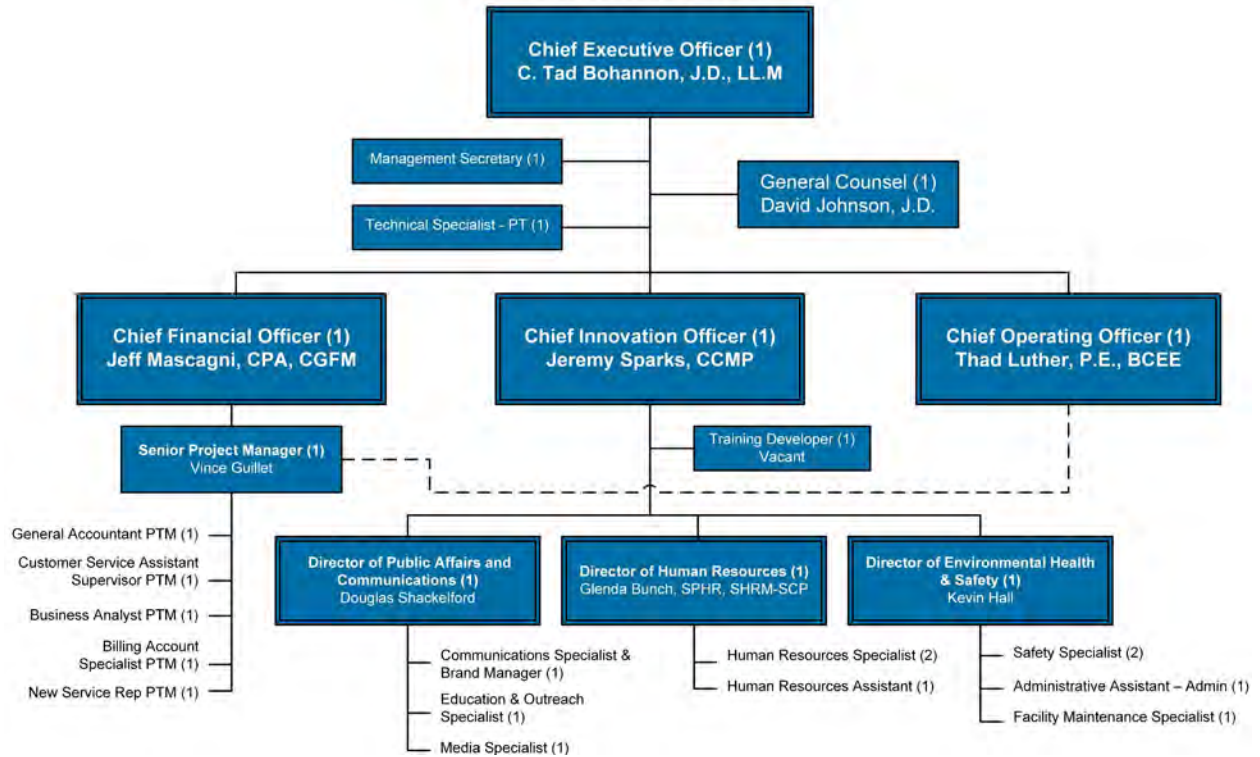 Chief Executive Officer (1)
C. Tad Bohannon, J.D., LL.M
Management Secretary (1)
General Counsel (1)
David Johnson, J.D.
Technical Specialist - PT (1)
Chief Financial Officer (1)
Jeff Mascagni, CPA, CGFM
Chief Innovation Officer (1)
Jeremy Sparks, CCMP
Chief Operating Officer (1)
Thad Luther, P.E., BCEE
Senior Project Manager (1)
Vince Guillet
Training Developer (1)
Vacant
General Accountant PTM (1)
Customer Service Assistant
Supervisor PTM (1)
Business Analyst PTM (1)
Billing Account
Specialist PTM (1)
New Service Rep PTM (1)
Director of Public Affairs and
Communications (1)
Douglas Shackelford
Director of Human Resources (1)
Glenda Bunch, SPHR, SHRM-SCP
Director of Environmental Health
& Safety (1)
Kevin Hall
Communications Specialist &
Brand Manager (1)
Education & Outreach
Specialist (1)
Media Specialist (1)
Human Resources Specialist (2)
Human Resources Assistant (1)
Safety Specialist (2)
Administrative Assistant – Admin (1)
Facility Maintenance Specialist (1)